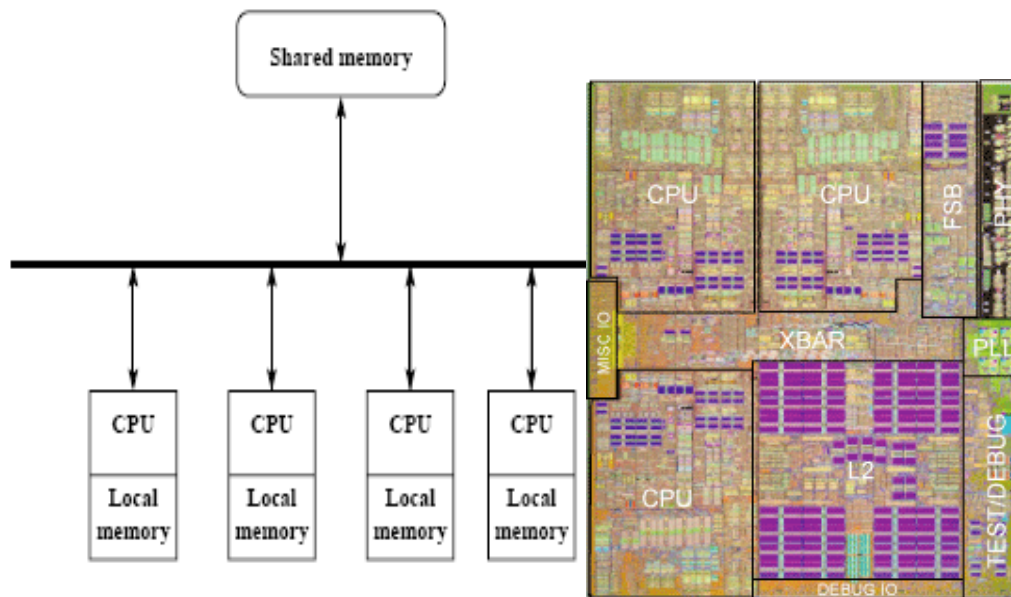 Shared memory
CPU
Local
memory
CPU
Local
memory
CPU
Local
memory
CPU
Local
memory
CPU
CPU
FSB
PHY
MISC IO
XBAR
PLL
CPU
L2
TEST/DEBUG
DEBUG IO